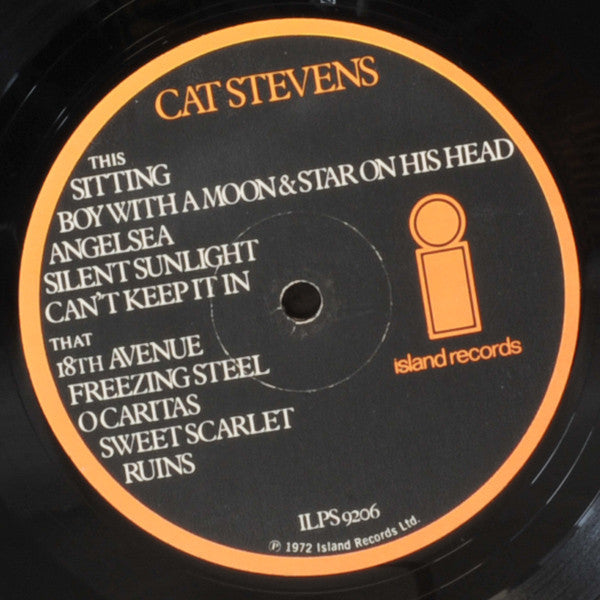 CAT STEVENS
THIS
SITTING
BOY WITH A MOON & STAR ON HIS HEAD
ANGELSEA
SILENT SUNLIGHT
CAN'T KEEP IT IN
THAT
18TH AVENUE
FREEZING STEEL
O CARITAS
SWEET SCARLET
RUINS
i
island records
ILPS 9206
℗ 1972 Island Records Ltd.